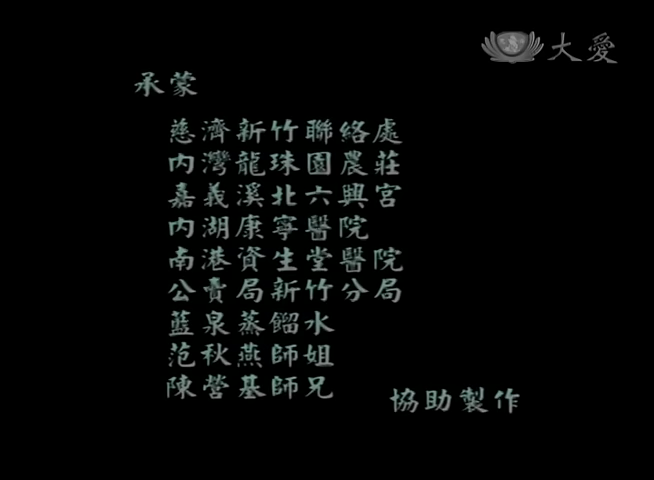 大愛
承蒙
慈濟新竹聯絡處
內灣龍珠園農莊
嘉義溪北六興宮
內湖康寧醫院
南港資生堂醫院
公賣局新竹分局
藍泉蒸餾水
范秋燕師姐
陳營基師兄
協助製作